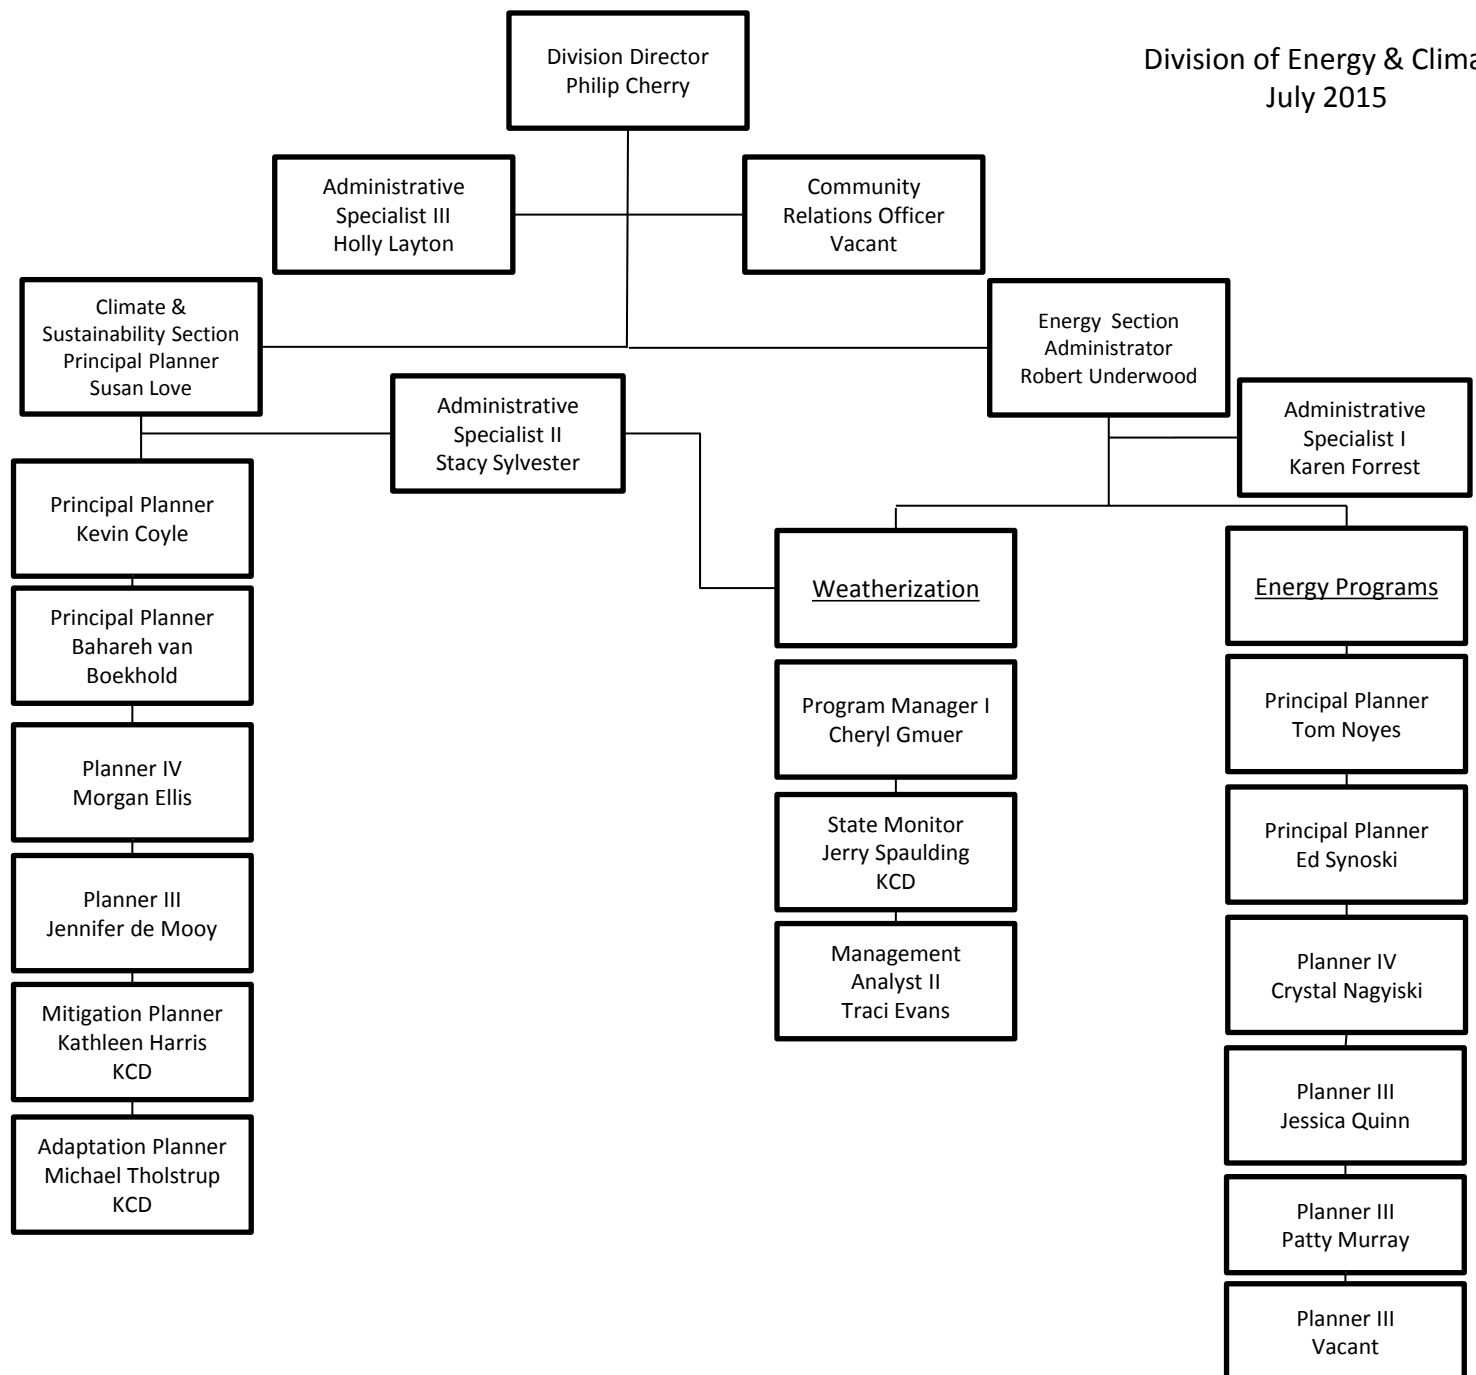 Division Director
Philip Cherry
Division of Energy & Clima
July 2015
Administrative
Specialist III
Holly Layton
Community
Relations Officer
Vacant
Climate &
Sustainability Section
Principal Planner
Susan Love
Energy Section
Administrator
Robert Underwood
Administrative
Specialist II
Stacy Sylvester
Administrative
Specialist I
Karen Forrest
Principal Planner
Kevin Coyle
Principal Planner
Bahareh van
Boekhold
Planner IV
Morgan Ellis
Planner III
Jennifer de Mooy
Mitigation Planner
Kathleen Harris
KCD
Adaptation Planner
Michael Tholstrup
KCD
Weatherization
Program Manager I
Cheryl Gmuer
State Monitor
Jerry Spaulding
KCD
Management
Analyst II
Traci Evans
Energy Programs
Principal Planner
Tom Noyes
Principal Planner
Ed Synoski
Planner IV
Crystal Nagyiski
Planner III
Jessica Quinn
Planner III
Patty Murray
Planner III
Vacant